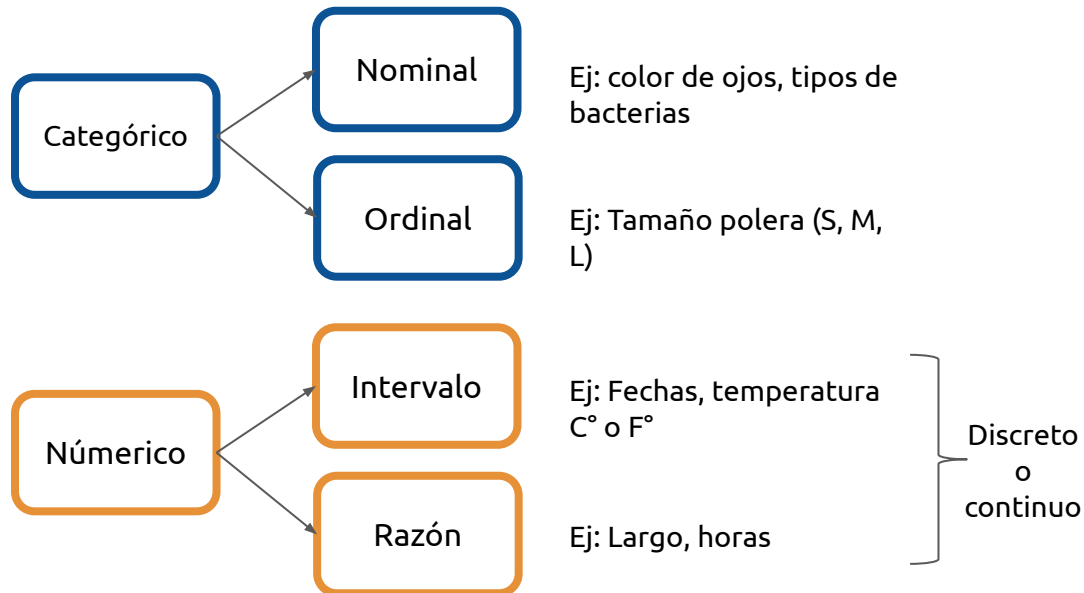 Categórico
Nominal
Ej: color de ojos, tipos de
bacterias
Ordinal
Ej: Tamaño polera (S, M,
L)
Númerico
Intervalo
Ej: Fechas, temperatura
C° o F°
Razón
Ej: Largo, horas
Discreto
o
continuo